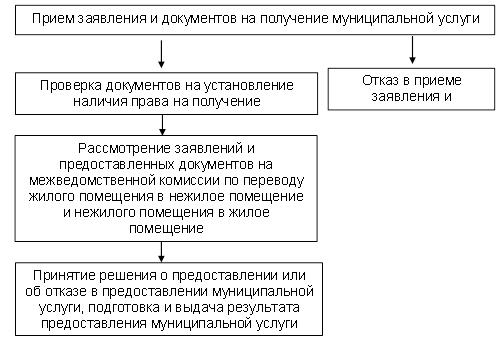 Прием заявления и документов на получение муниципальной услуги
Проверка документов на установление
наличия права на получение
Отказ в приеме
заявления и
Рассмотрение заявлений и
предоставленных документов на
межведомственной комиссии по переводу
жилого помещения в нежилое помещение
и нежилого помещения в жилое
помещение
Принятие решения о предоставлении или
об отказе в предоставлении муниципальной
услуги, подготовка и выдача результата
предоставления муниципальной услуги